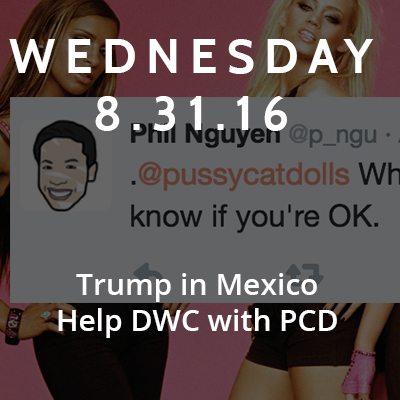 WEDNESDAY
8.31.16
Phil Nguyen @p_ngu ·
.@pussycatdolls Wh
know if you're OK.
Trump in Mexico
Help DWC with PCD